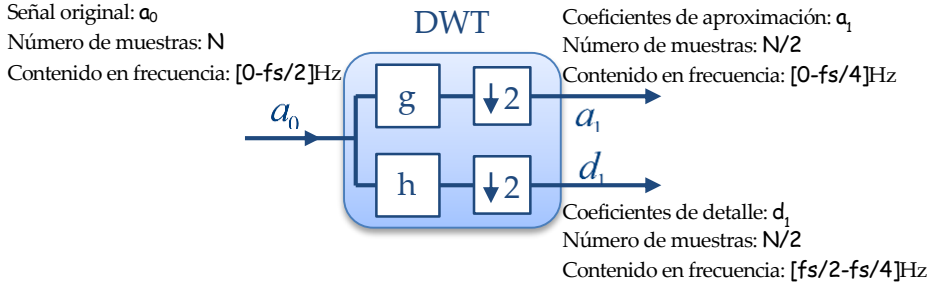 Señal original: a₀
Número de muestras: N
Contenido en frecuencia: [0-fs/2]Hz
DWT
Coeficientes de aproximación: a₁
Número de muestras: N/2
Contenido en frecuencia: [0-fs/4]Hz
a₀
g
↓2
a₁
h
↓2
d₁
Coeficientes de detalle: d₁
Número de muestras: N/2
Contenido en frecuencia: [fs/2-fs/4]Hz